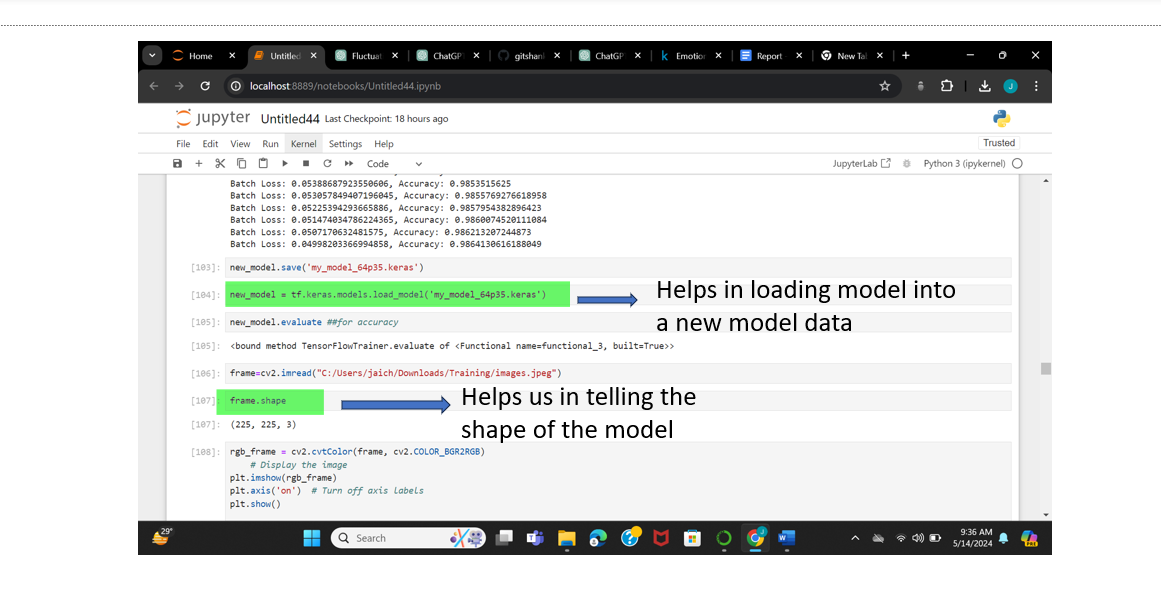 Home
Untitled
Fluctuat
ChatGP
gitshani
ChatGP
Emotior
Report -
New Tal
localhost:8889/notebooks/Untitled44.ipynb
J
jupyter Untitled44 Last Checkpoint: 18 hours ago
File Edit View Run Kernel Settings Help Trusted
Code JupyterLab Python 3 (ipykernel)
Batch Loss: 0.05388687923550606, Accuracy: 0.9853515625
Batch Loss: 0.053057849407196045, Accuracy: 0.9855769276618958
Batch Loss: 0.05225394293665886, Accuracy: 0.9857954382896423
Batch Loss: 0.051474034786224365, Accuracy: 0.9860074520111084
Batch Loss: 0.0507170632481575, Accuracy: 0.986213207244873
Batch Loss: 0.04998203366994858, Accuracy: 0.9864130616188049
[103]: new_model.save('my_model_64p35.keras')
[104]: new_model = tf.keras.models.load_model('my_model_64p35.keras')
Helps in loading model into
a new model data
[105]: new_model.evaluate ##for accuracy
[105]: <bound method TensorFlowTrainer.evaluate of <Functional name=functional_3, built=True>>
[106]: frame=cv2.imread("C:/Users/jaich/Downloads/Training/images.jpeg")
[107]: frame.shape
Helps us in telling the
shape of the model
[107]: (225, 225, 3)
[108]: rgb_frame = cv2.cvtColor(frame, cv2.COLOR_BGR2RGB)
# Display the image
plt.imshow(rgb_frame)
plt.axis('on') # Turn off axis labels
plt.show()
29°
Search
9:36 AM
5/14/2024